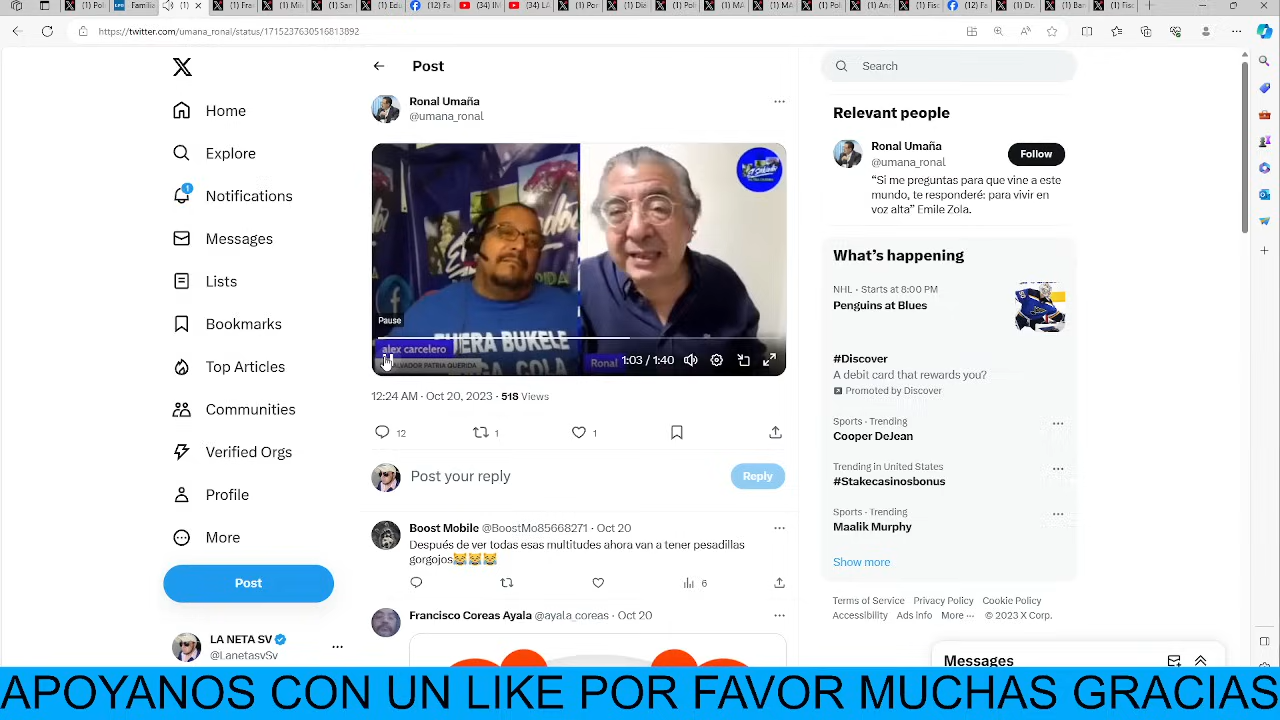 https://twitter.com/umana_ronal/status/1715237630516813892
Home
Explore
1
Notifications
Messages
Lists
Bookmarks
Top Articles
Communities
Verified Orgs
Profile
More
Post
LA NETA SV
@LanetasvSv
Post
Ronal Umaña
@umana_ronal
Pause
alex carcelero
SALVADOR PATRIA QUERIDA
FUERA BUKELE
Ronal
1:03 / 1:40
12:24 AM · Oct 20, 2023 · 518 Views
12
1
1
Post your reply
Reply
Boost Mobile @BoostMo85668271 · Oct 20
Después de ver todas esas multitudes ahora van a tener pesadillas
gorgojos
6
Francisco Coreas Ayala @ayala_coreas · Oct 20
Search
Relevant people
Ronal Umaña
@umana_ronal
Follow
“Si me preguntas para que vine a este
mundo, te responderé: para vivir en
voz alta” Emile Zola.
What’s happening
NHL · Starts at 8:00 PM
Penguins at Blues
#Discover
A debit card that rewards you?
Promoted by Discover
Sports · Trending
Cooper DeJean
Trending in United States
#Stakecasinosbonus
Sports · Trending
Maalik Murphy
Show more
Terms of Service Privacy Policy Cookie Policy
Accessibility Ads info More ··· © 2023 X Corp.
Messages
APOYANOS CON UN LIKE POR FAVOR MUCHAS GRACIAS